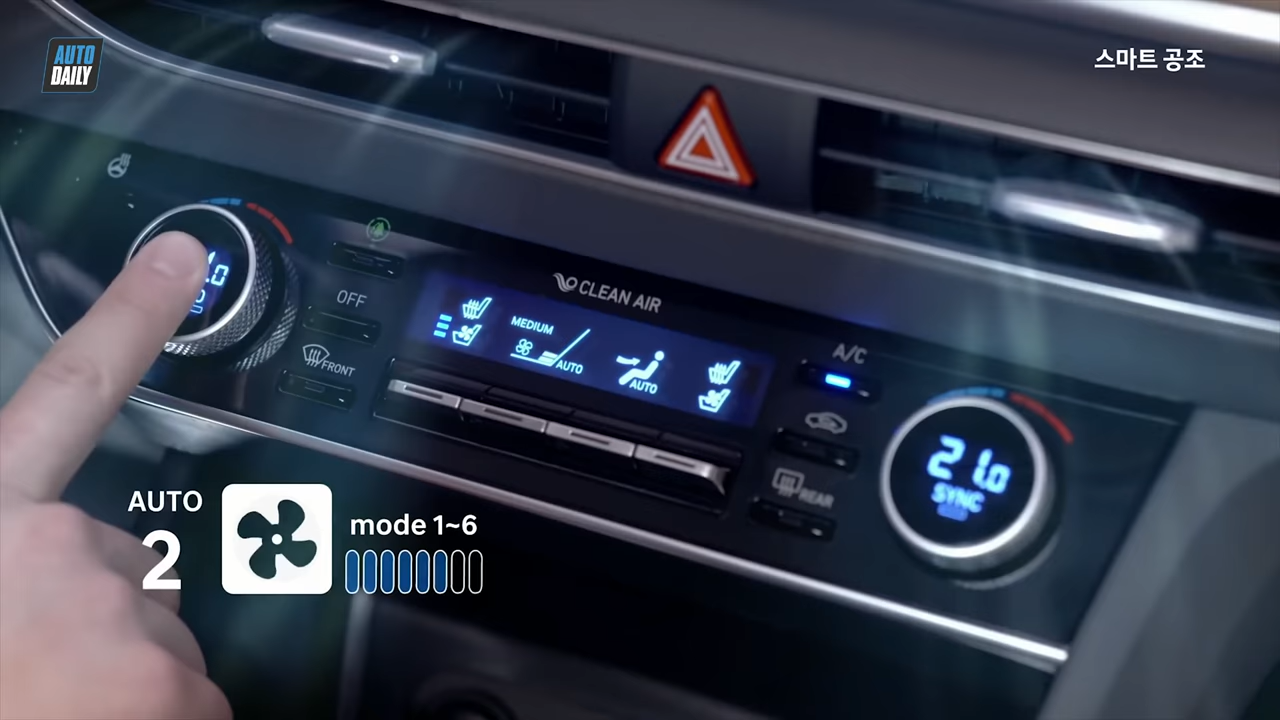 AUTO
DAILY
스마트 공조
OFF
FRONT
CLEAN AIR
MEDIUM
AUTO
AUTO
A/C
REAR
21.0
SYNC
AUTO
2
mode 1~6